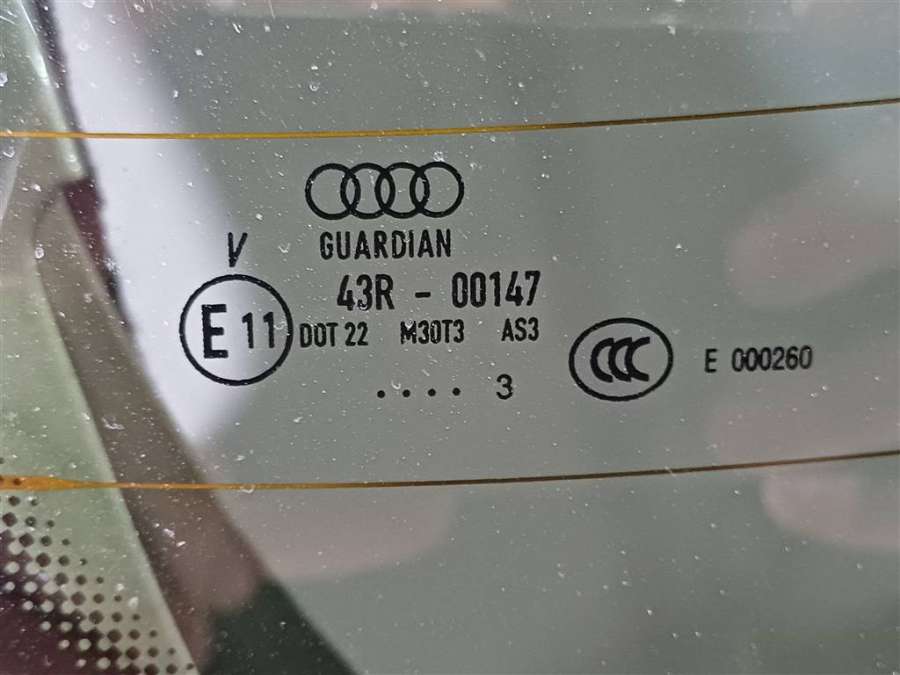 V
GUARDIAN
43R - 00147
E 11 DOT 22 M30T3 AS3
CCC E 000260
.... 3